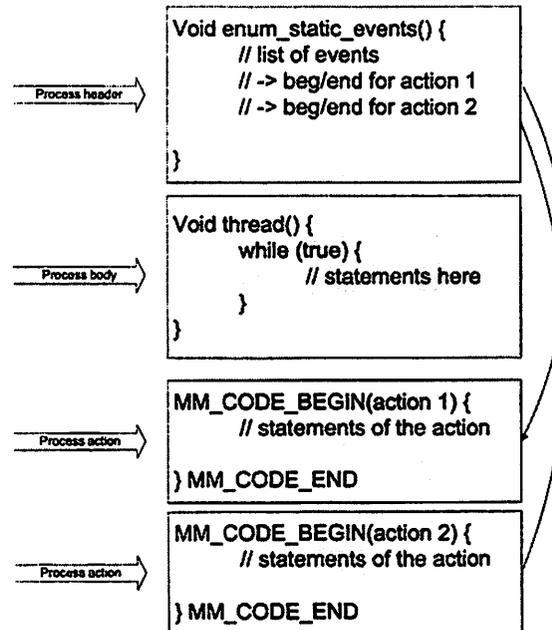 Void enum_static_events() {
// list of events
// -> beg/end for action 1
Process header
// -> beg/end for action 2
}
Void thread() {
while (true) {
Process body
// statements here
}
}
MM_CODE_BEGIN(action 1) {
// statements of the action
Process action
} MM_CODE_END
MM_CODE_BEGIN(action 2) {
// statements of the action
Process action
} MM_CODE_END